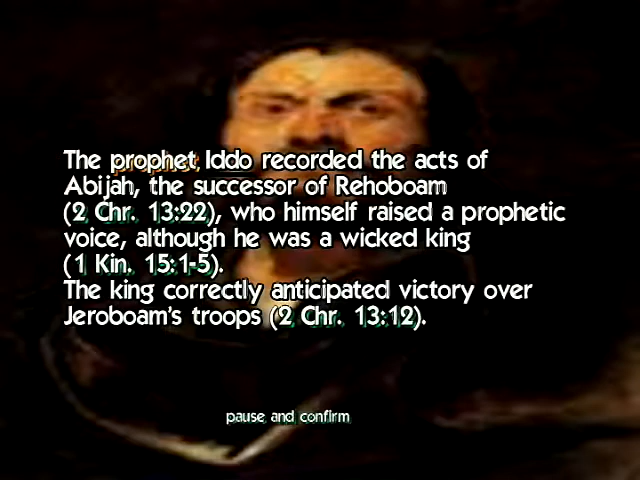 The prophet Iddo recorded the acts of
Abijah, the successor of Rehoboam
(2 Chr. 13:22), who himself raised a prophetic
voice, although he was a wicked king
(1 Kin. 15:1-5).
The king correctly anticipated victory over
Jeroboam's troops (2 Chr. 13:12).
pause and confirm